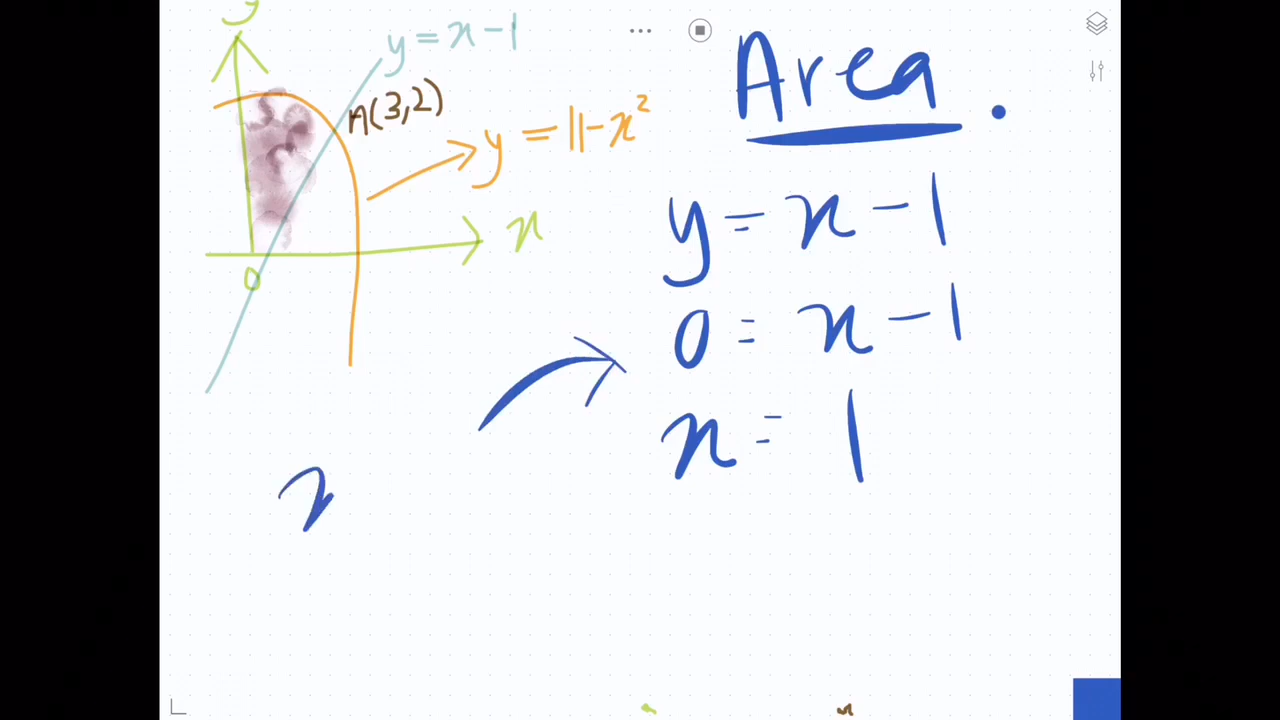 y
y = x - 1
A(3,2)
y = 11 - x²
x
0
Area.
y = x - 1
0 = x - 1
x = 1
x